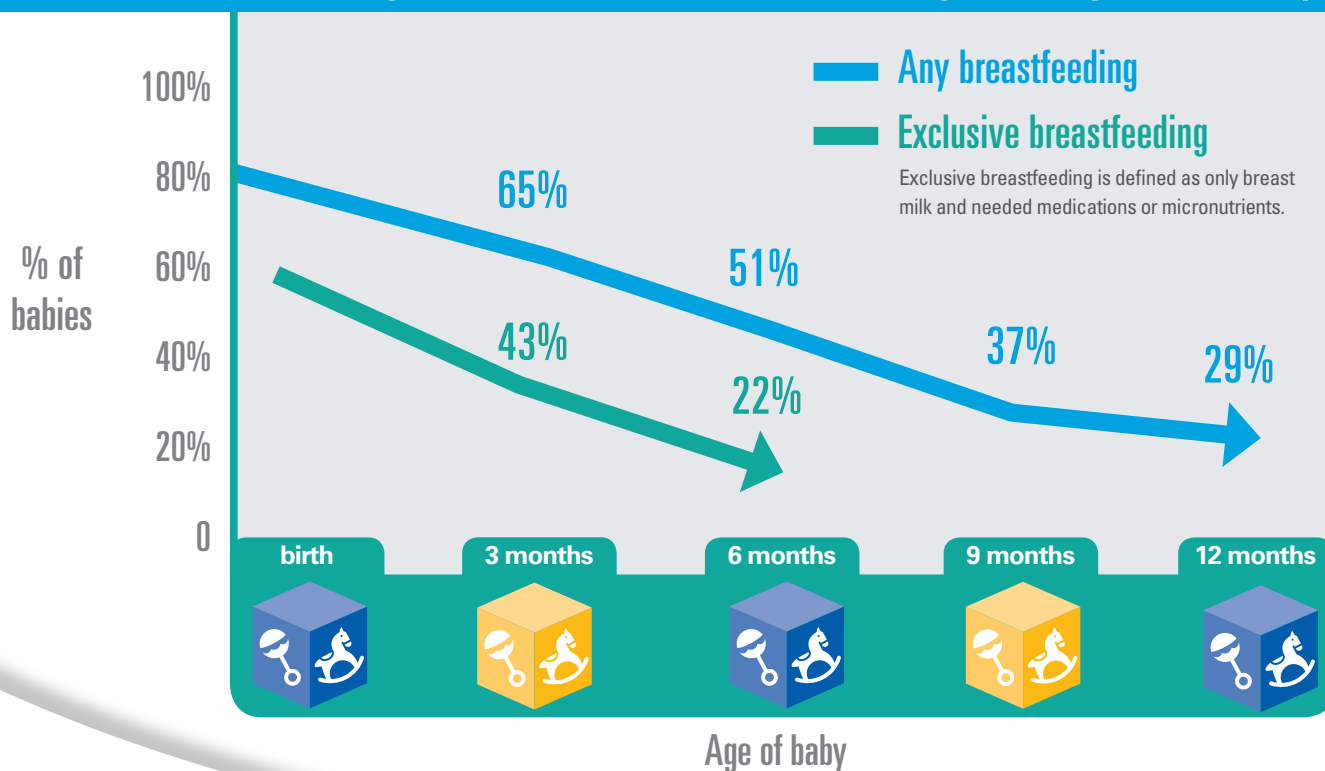 Any breastfeeding
Exclusive breastfeeding
Exclusive breastfeeding is defined as only breast
milk and needed medications or micronutrients.
% of
babies
100%
80%
60%
40%
20%
0
65%
51%
43%
37%
29%
22%
birth
3 months
6 months
9 months
12 months
Age of baby